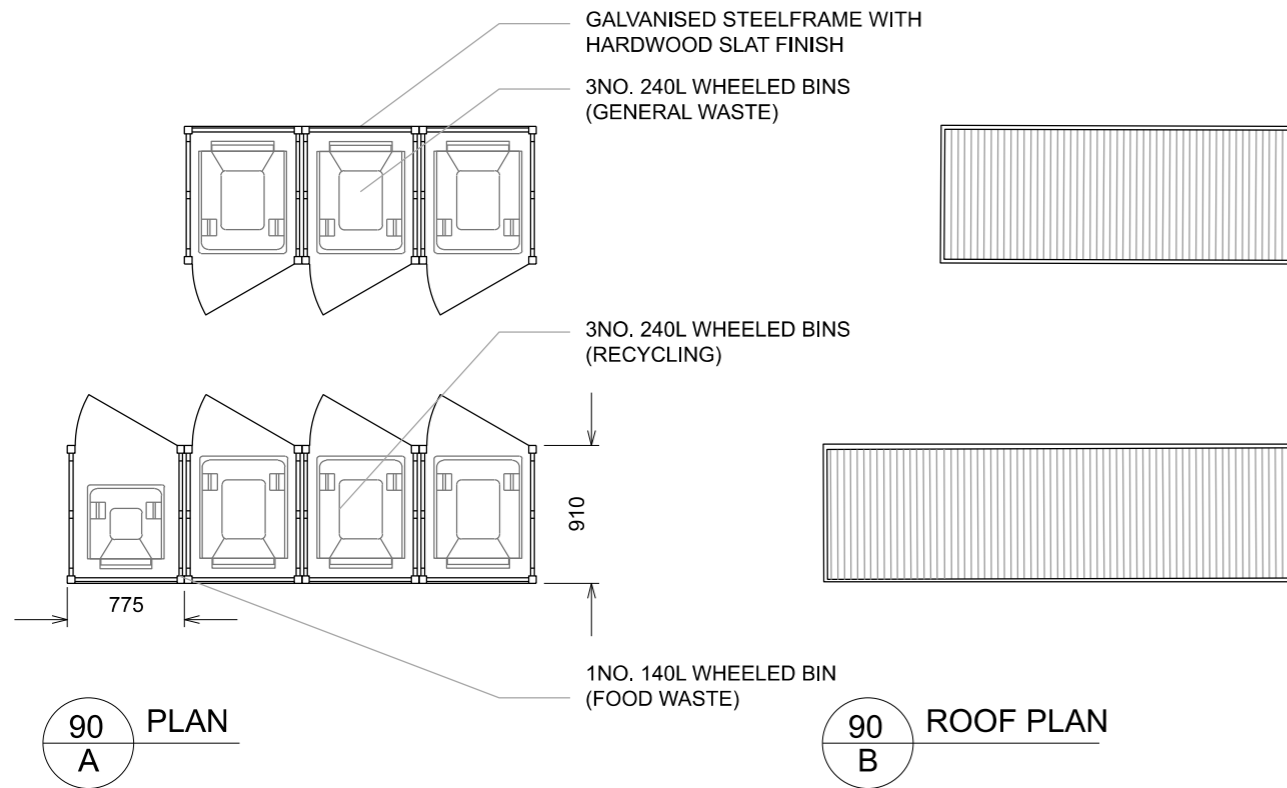 GALVANISED STEELFRAME WITH
HARDWOOD SLAT FINISH
3NO. 240L WHEELED BINS
(GENERAL WASTE)
3NO. 240L WHEELED BINS
(RECYCLING)
910
775
1NO. 140L WHEELED BIN
(FOOD WASTE)
90
A
PLAN
90
B
ROOF PLAN